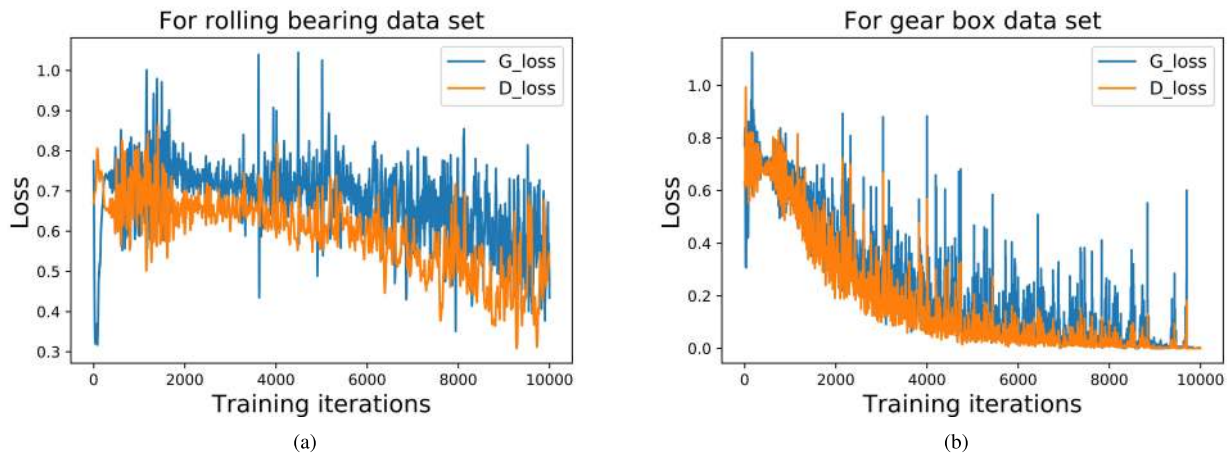 For rolling bearing data set
G_loss
D_loss
Loss
1.0
0.9
0.8
0.7
0.6
0.5
0.4
0.3
0
2000
4000
6000
8000
10000
Training iterations
(a)
For gear box data set
G_loss
D_loss
Loss
1.0
0.8
0.6
0.4
0.2
0.0
0
2000
4000
6000
8000
10000
Training iterations
(b)